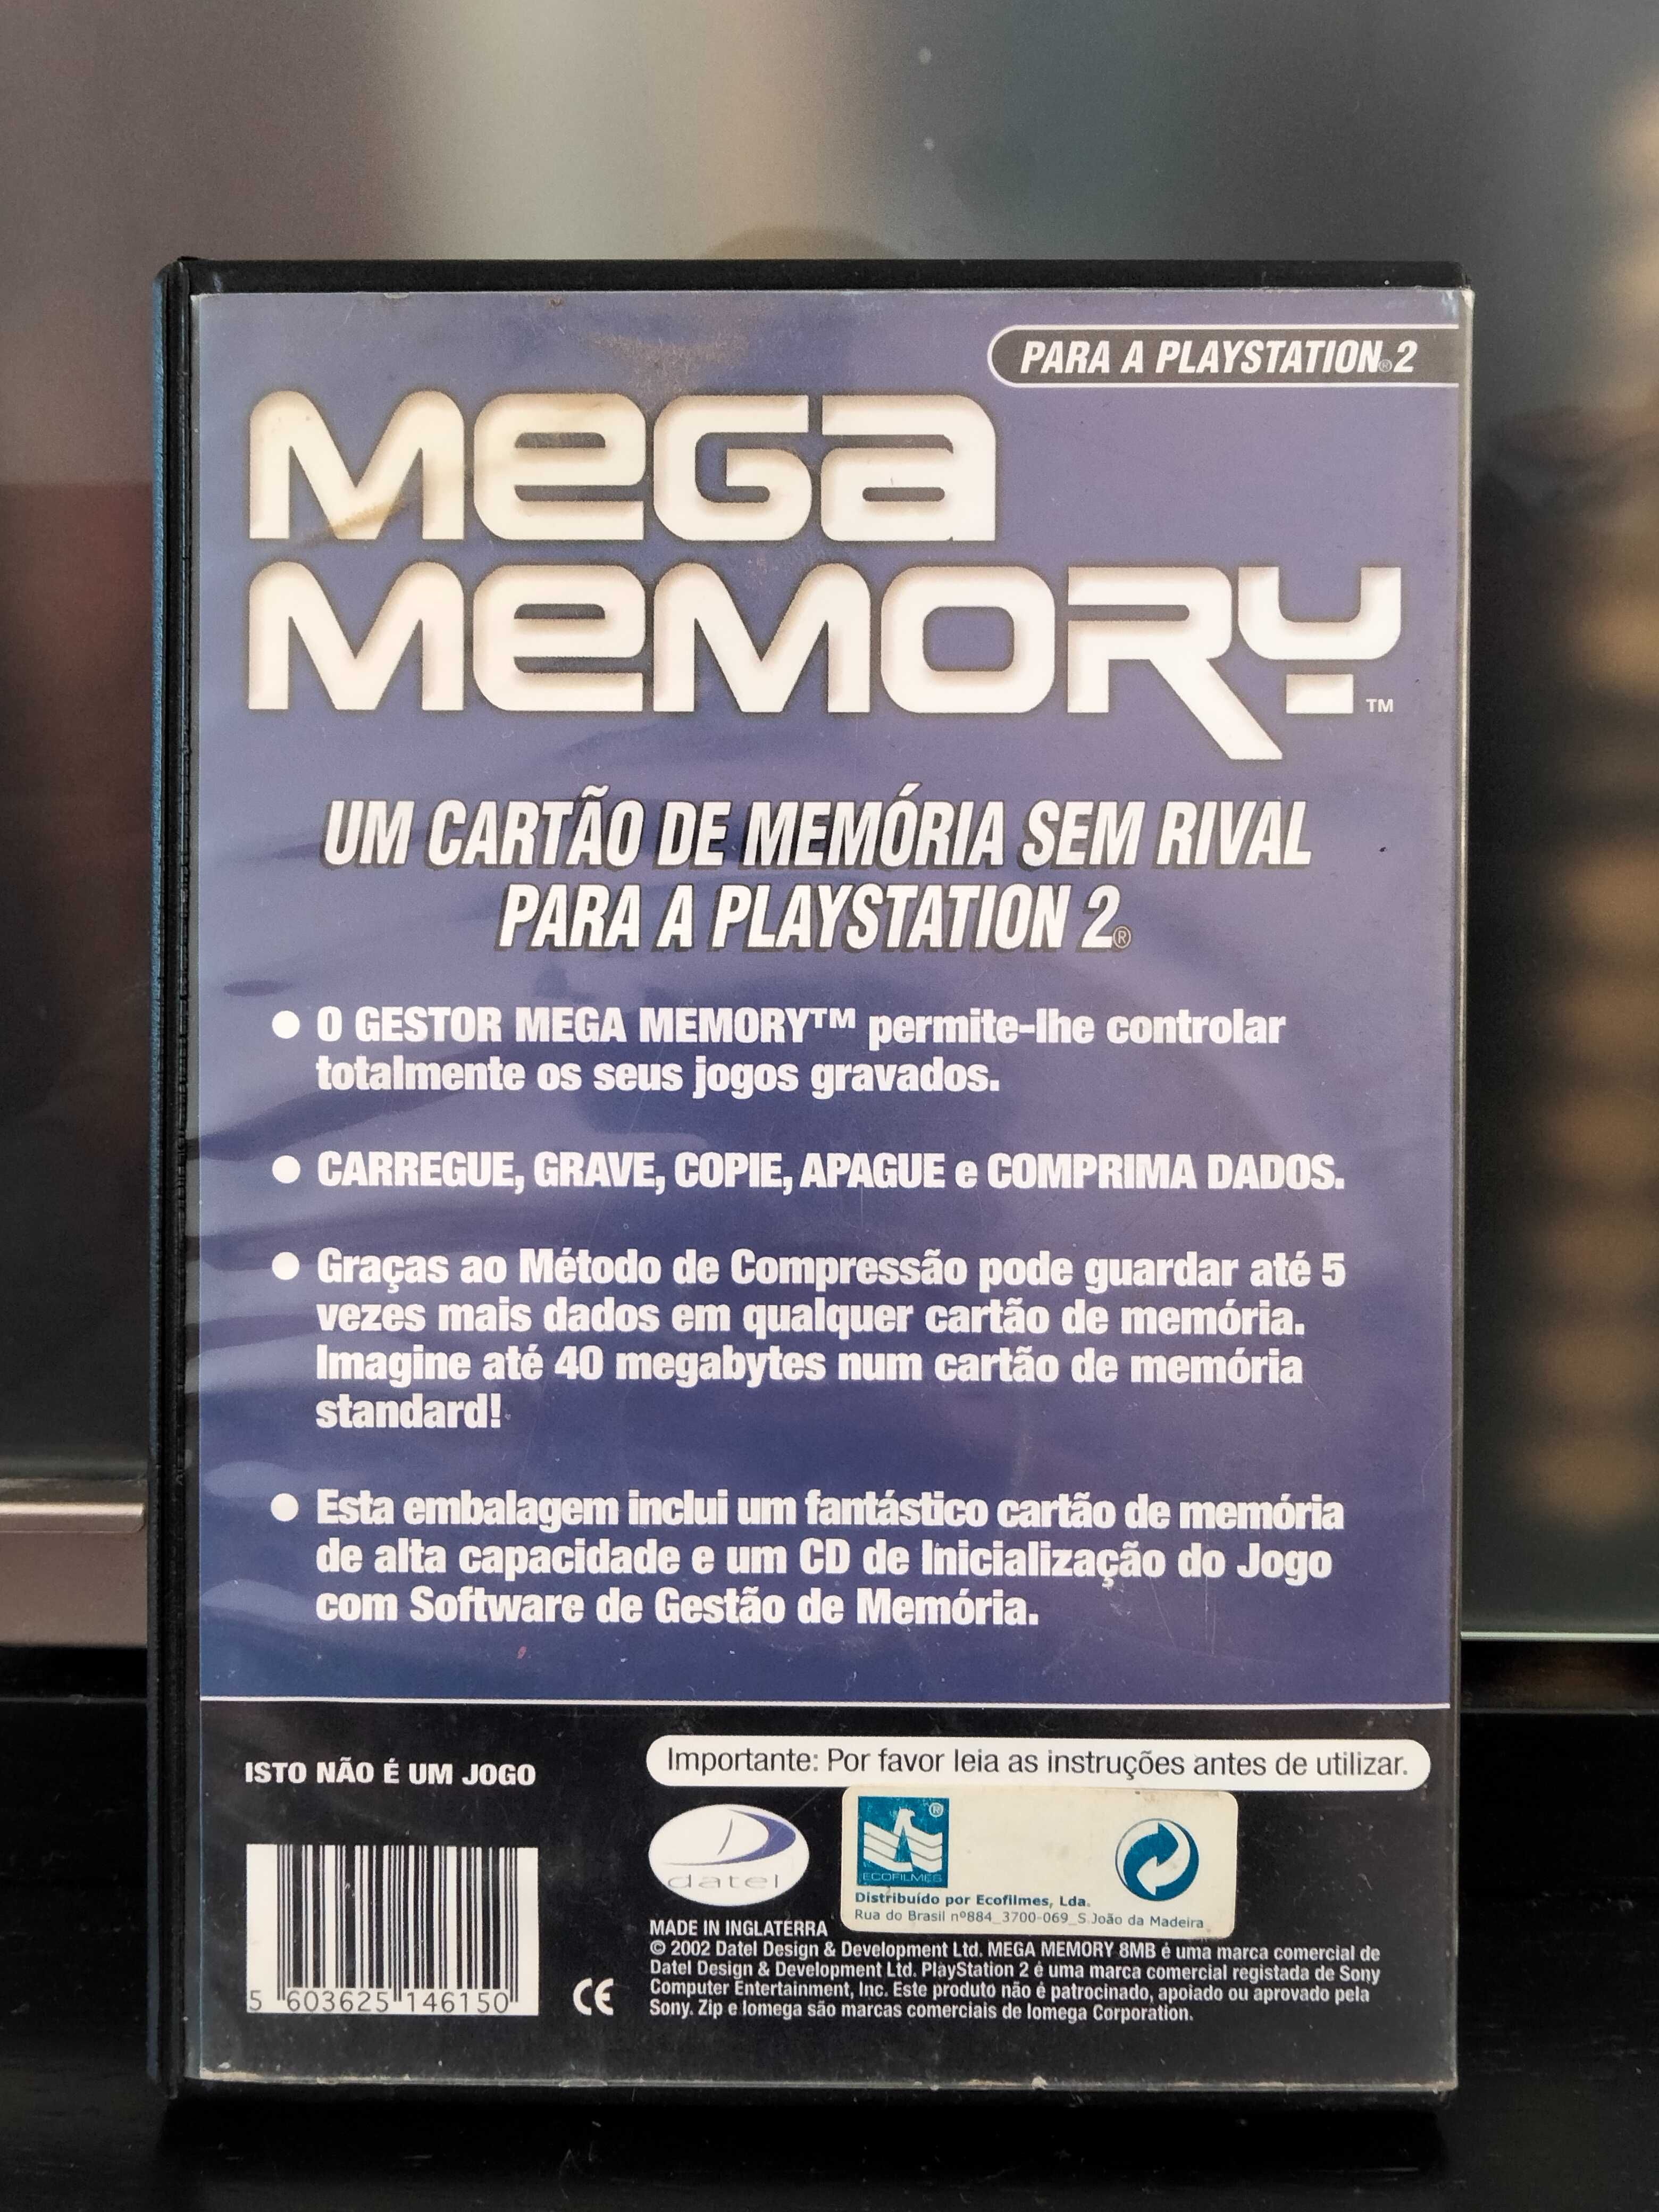 PARA A PLAYSTATION®2
MEGA
MEMORY™
UM CARTÃO DE MEMÓRIA SEM RIVAL
PARA A PLAYSTATION 2®
● O GESTOR MEGA MEMORY™ permite-lhe controlar
totalmente os seus jogos gravados.
● CARREGUE, GRAVE, COPIE, APAGUE e COMPRIMA DADOS.
● Graças ao Método de Compressão pode guardar até 5
vezes mais dados em qualquer cartão de memória.
Imagine até 40 megabytes num cartão de memória
standard!
● Esta embalagem inclui um fantástico cartão de memória
de alta capacidade e um CD de Inicialização do Jogo
com Software de Gestão de Memória.
ISTO NÃO É UM JOGO
Importante: Por favor leia as instruções antes de utilizar.
datel
ECOFILMES ®
Distribuído por Ecofilmes, Lda.
Rua do Brasil nº884_3700-069_S.João da Madeira
MADE IN INGLATERRA
© 2002 Datel Design & Development Ltd. MEGA MEMORY 8MB é uma marca comercial de
Datel Design & Development Ltd. PlayStation 2 é uma marca comercial registada de Sony
Computer Entertainment, Inc. Este produto não é patrocinado, apoiado ou aprovado pela
Sony. Zip e Iomega são marcas comerciais de Iomega Corporation.
5 603625 146150
CE